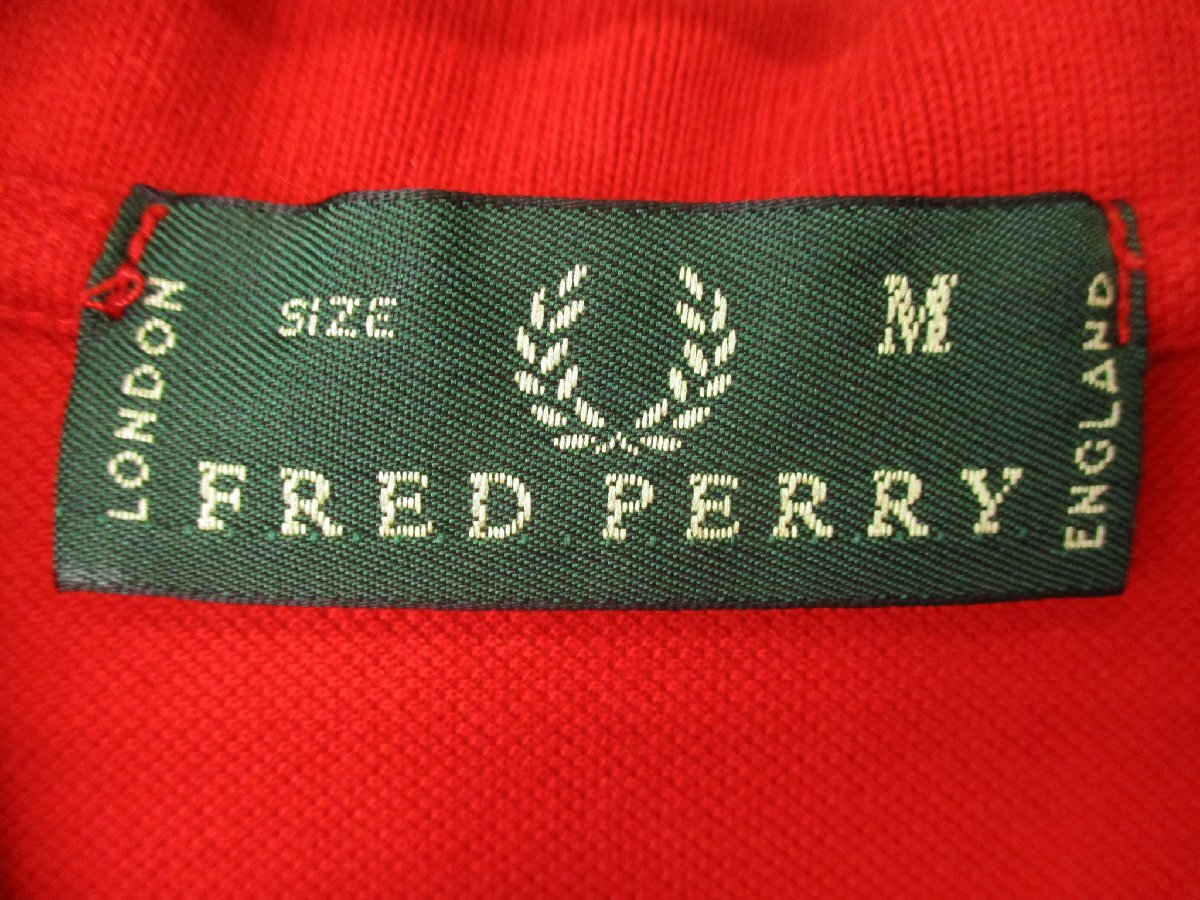 LONDON
SIZE M
FRED PERRY
ENGLAND